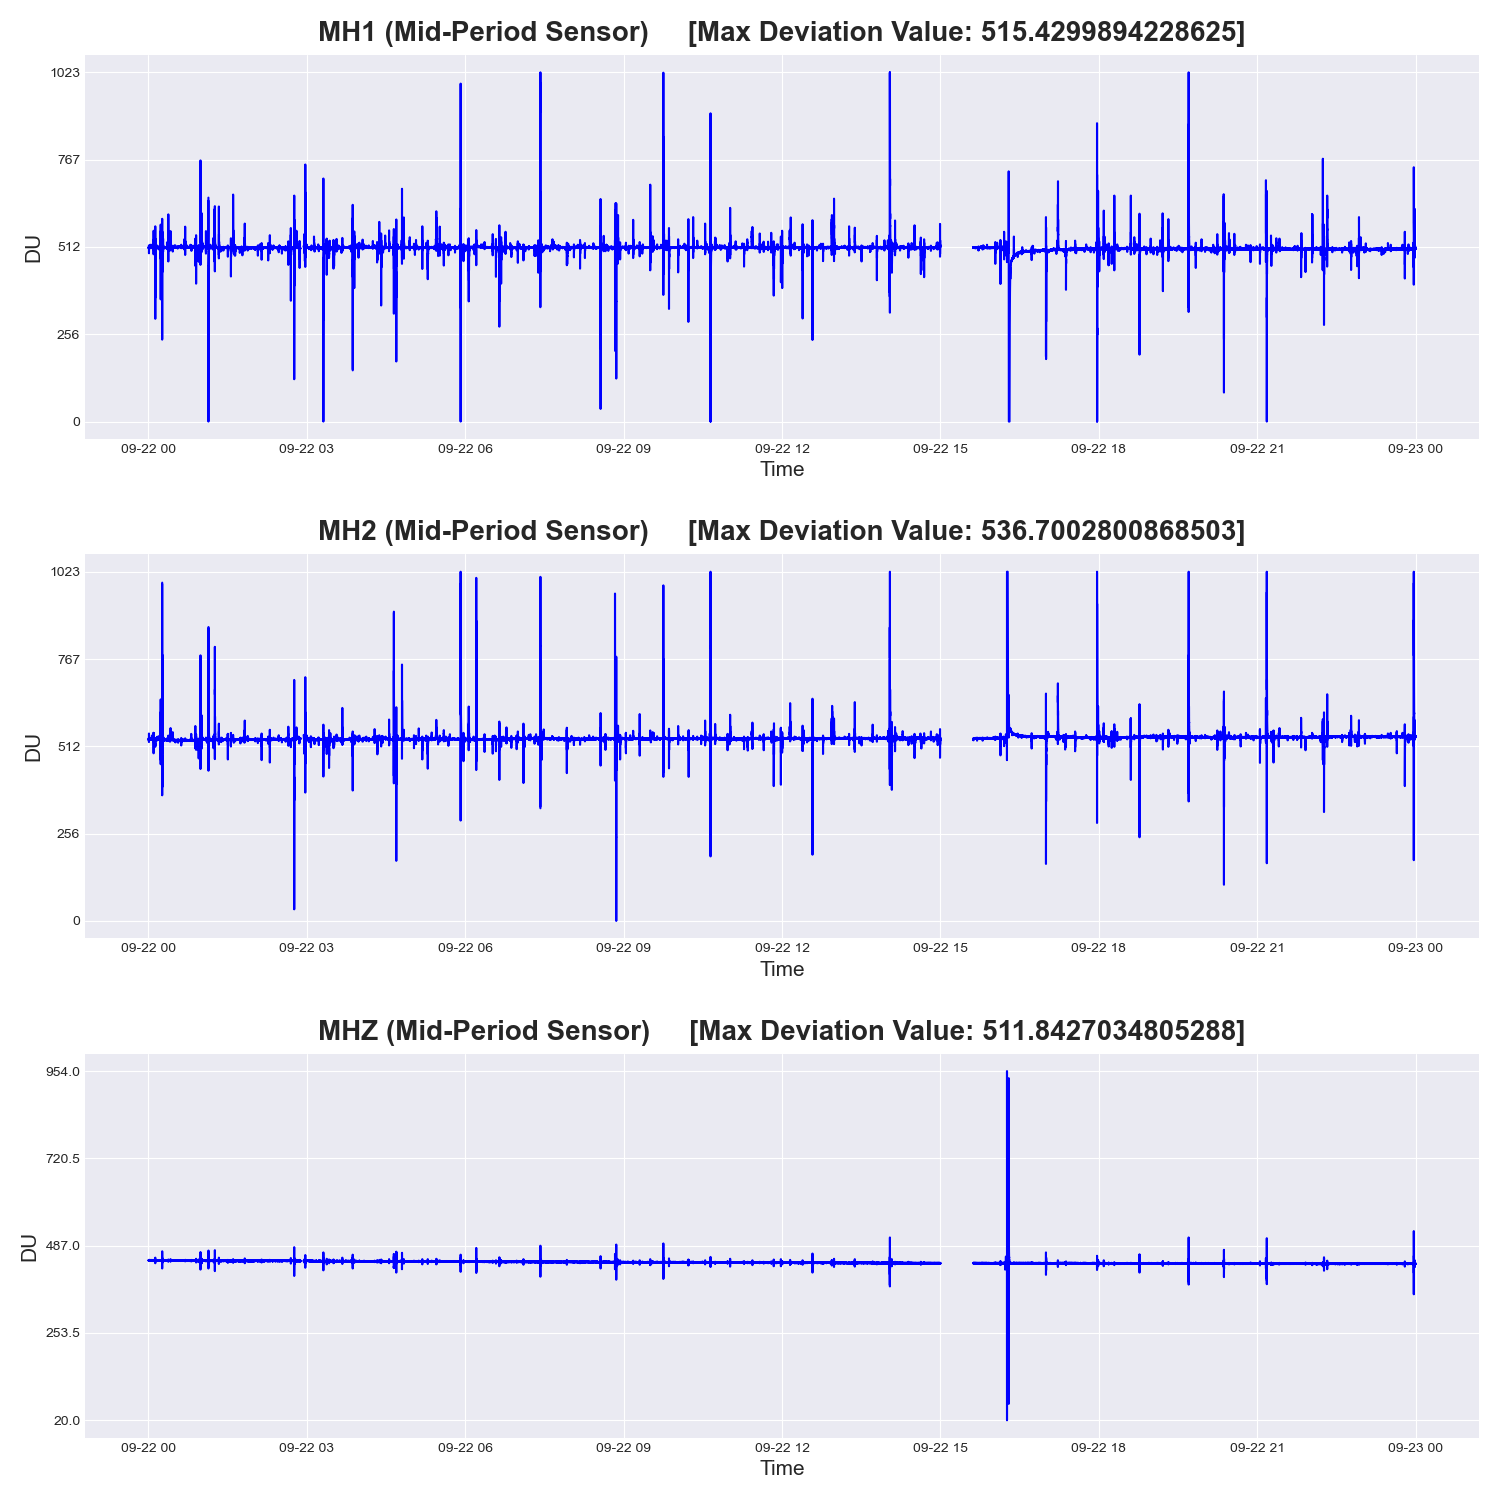 MH1 (Mid-Period Sensor) [Max Deviation Value: 515.4299894228625]
1023
767
512
256
0
DU
09-22 00 09-22 03 09-22 06 09-22 09 09-22 12 09-22 15 09-22 18 09-22 21 09-23 00
Time
MH2 (Mid-Period Sensor) [Max Deviation Value: 536.7002800868503]
1023
767
512
256
0
DU
09-22 00 09-22 03 09-22 06 09-22 09 09-22 12 09-22 15 09-22 18 09-22 21 09-23 00
Time
MHZ (Mid-Period Sensor) [Max Deviation Value: 511.8427034805288]
954.0
720.5
487.0
253.5
20.0
DU
09-22 00 09-22 03 09-22 06 09-22 09 09-22 12 09-22 15 09-22 18 09-22 21 09-23 00
Time